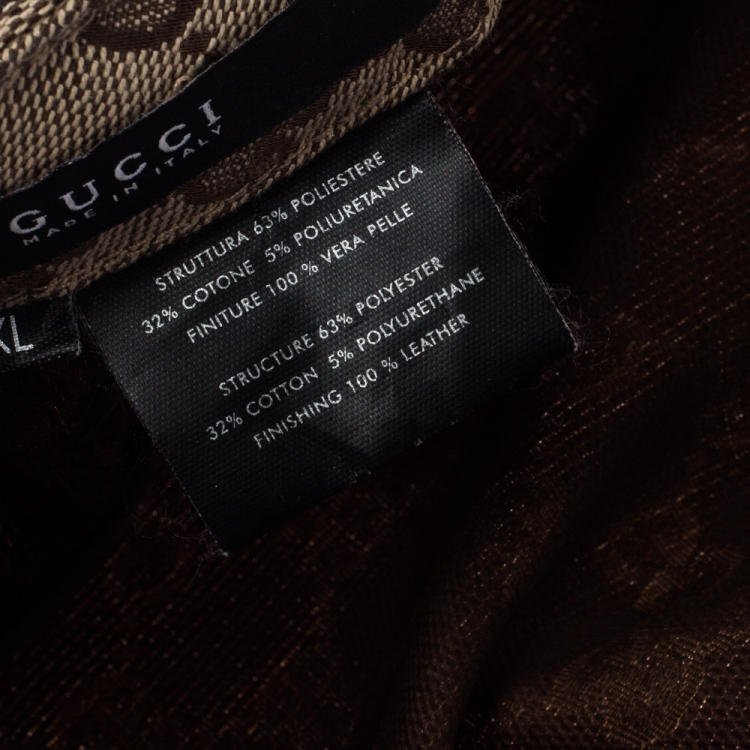 GUCCI
MADE IN ITALY
XL
STRUTTURA 63% POLIESTERE
32% COTONE 5% POLIURETANICA
FINITURE 100 % VERA PELLE
STRUCTURE 63% POLYESTER
32% COTTON 5% POLYURETHANE
FINISHING 100 % LEATHER